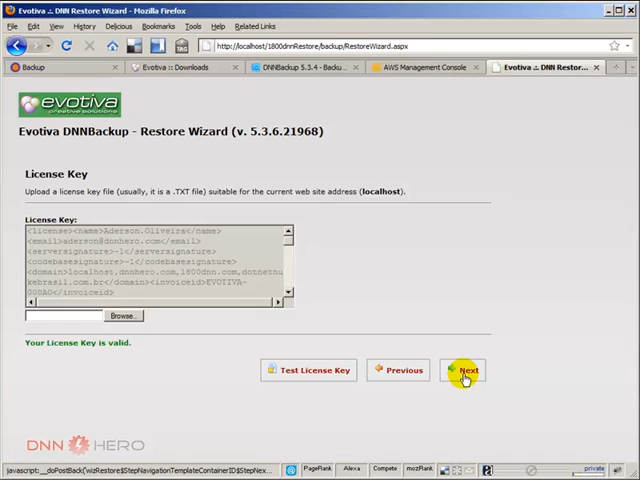 Evotiva .:. DNN Restore Wizard - Mozilla Firefox
File Edit View History Delicious Bookmarks Tools Window Help Related Links
http://localhost/1800dnnRestore/backup/RestoreWizard.aspx
Backup
Evotiva .:. Downloads
DNNBackup 5.3.4 - Backu...
AWS Management Console
Evotiva .:. DNN Restor...
evotiva
creative solutions
Evotiva DNNBackup - Restore Wizard (v. 5.3.6.21968)
License Key
Upload a license key file (usually, it is a .TXT file) suitable for the current web site address (localhost).
License Key:
<license><name>Aderson.Oliveira</name>
<email>aderson@dnnhero.com</email>
<serversignature>-1</serversignature>
<codebasesignature>-1</codebasesignature>
<domain>localhost,dnnhero.com,1800dnn.com,dotnetnu
kebrasil.com.br</domain><invoiceid>EVOTIVA-
000AO</invoiceid>
Browse...
Your License Key is valid.
Test License Key
Previous
Next
DNN HERO
javascript:__doPostBack('wizRestore$StepNavigationTemplateContainerID$StepNex...
PageRank
Alexa
Compete
mozRank
private